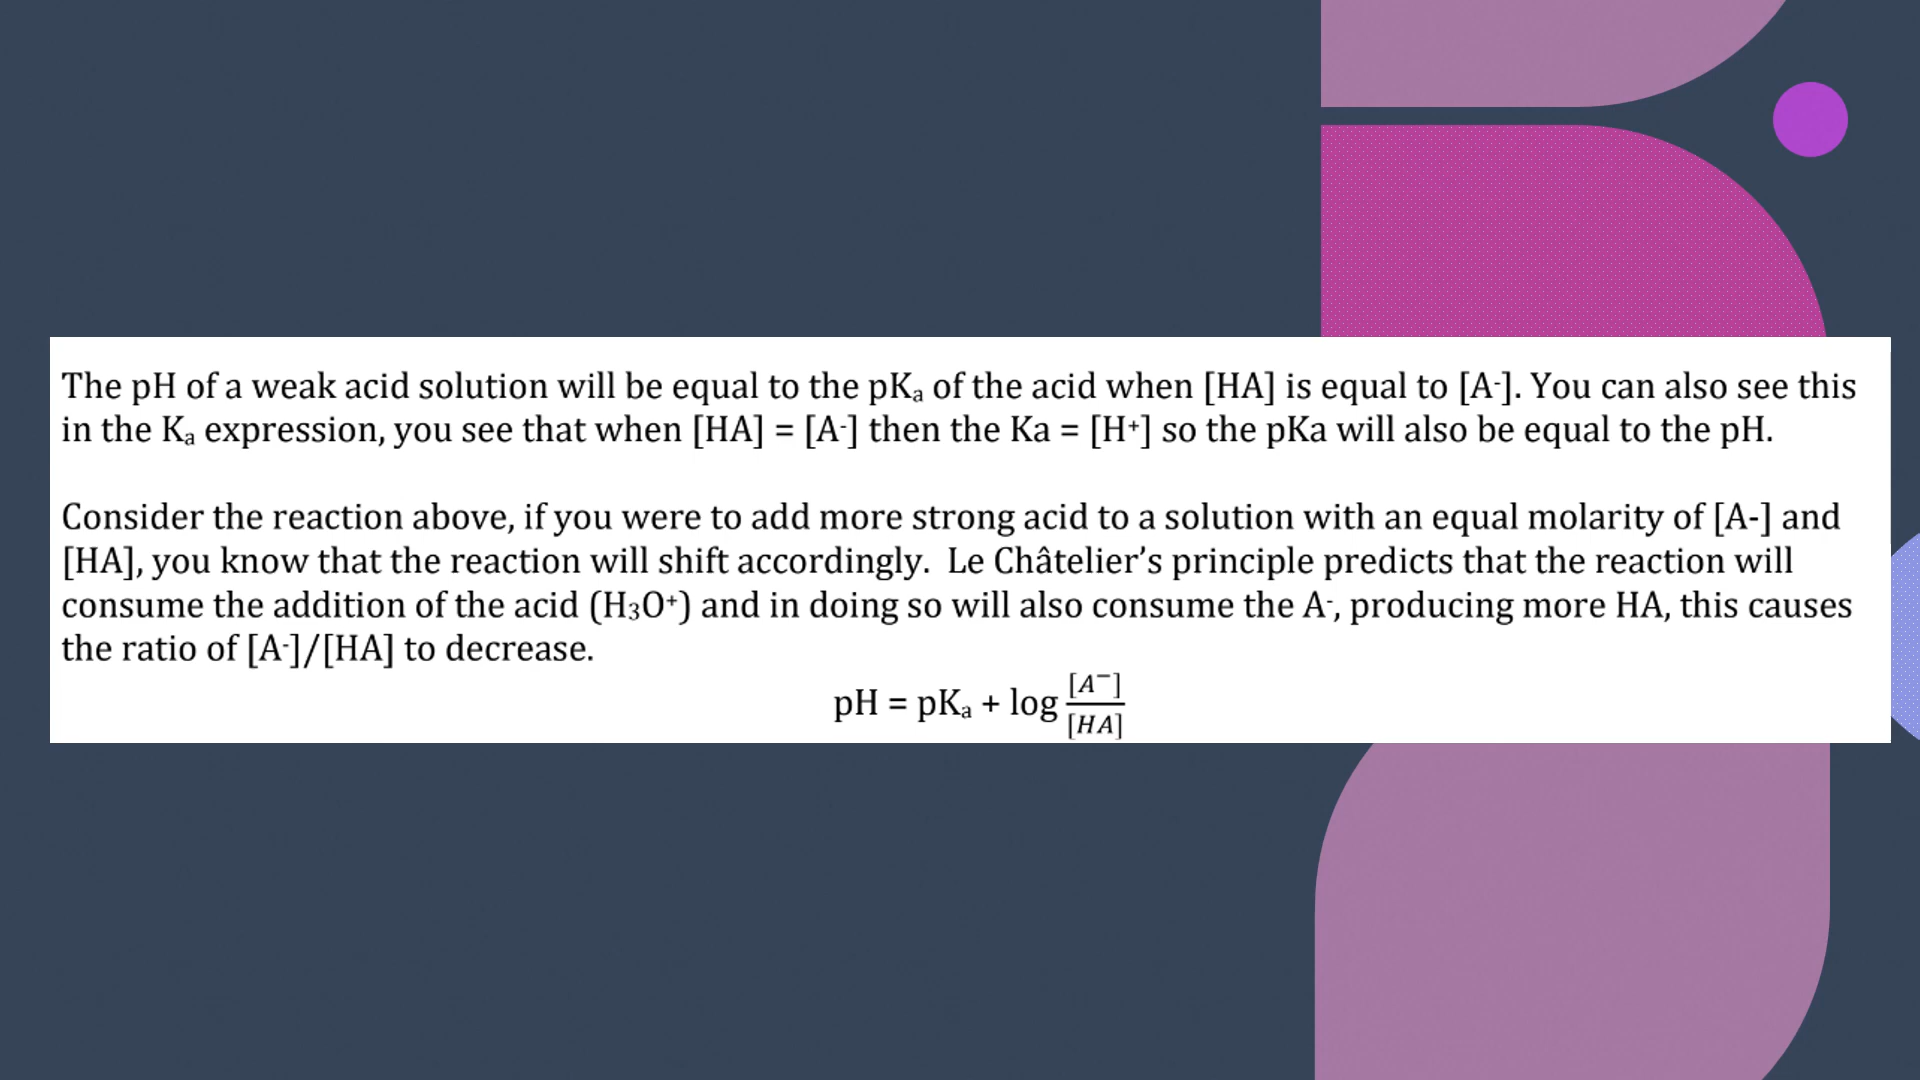 The pH of a weak acid solution will be equal to the pKₐ of the acid when [HA] is equal to [A⁻]. You can also see this
in the Kₐ expression, you see that when [HA] = [A⁻] then the Ka = [H⁺] so the pKa will also be equal to the pH.
Consider the reaction above, if you were to add more strong acid to a solution with an equal molarity of [A-] and
[HA], you know that the reaction will shift accordingly.  Le Châtelier’s principle predicts that the reaction will
consume the addition of the acid (H₃O⁺) and in doing so will also consume the A⁻, producing more HA, this causes
the ratio of [A⁻]/[HA] to decrease.
pH = pKₐ + log [A⁻]/[HA]